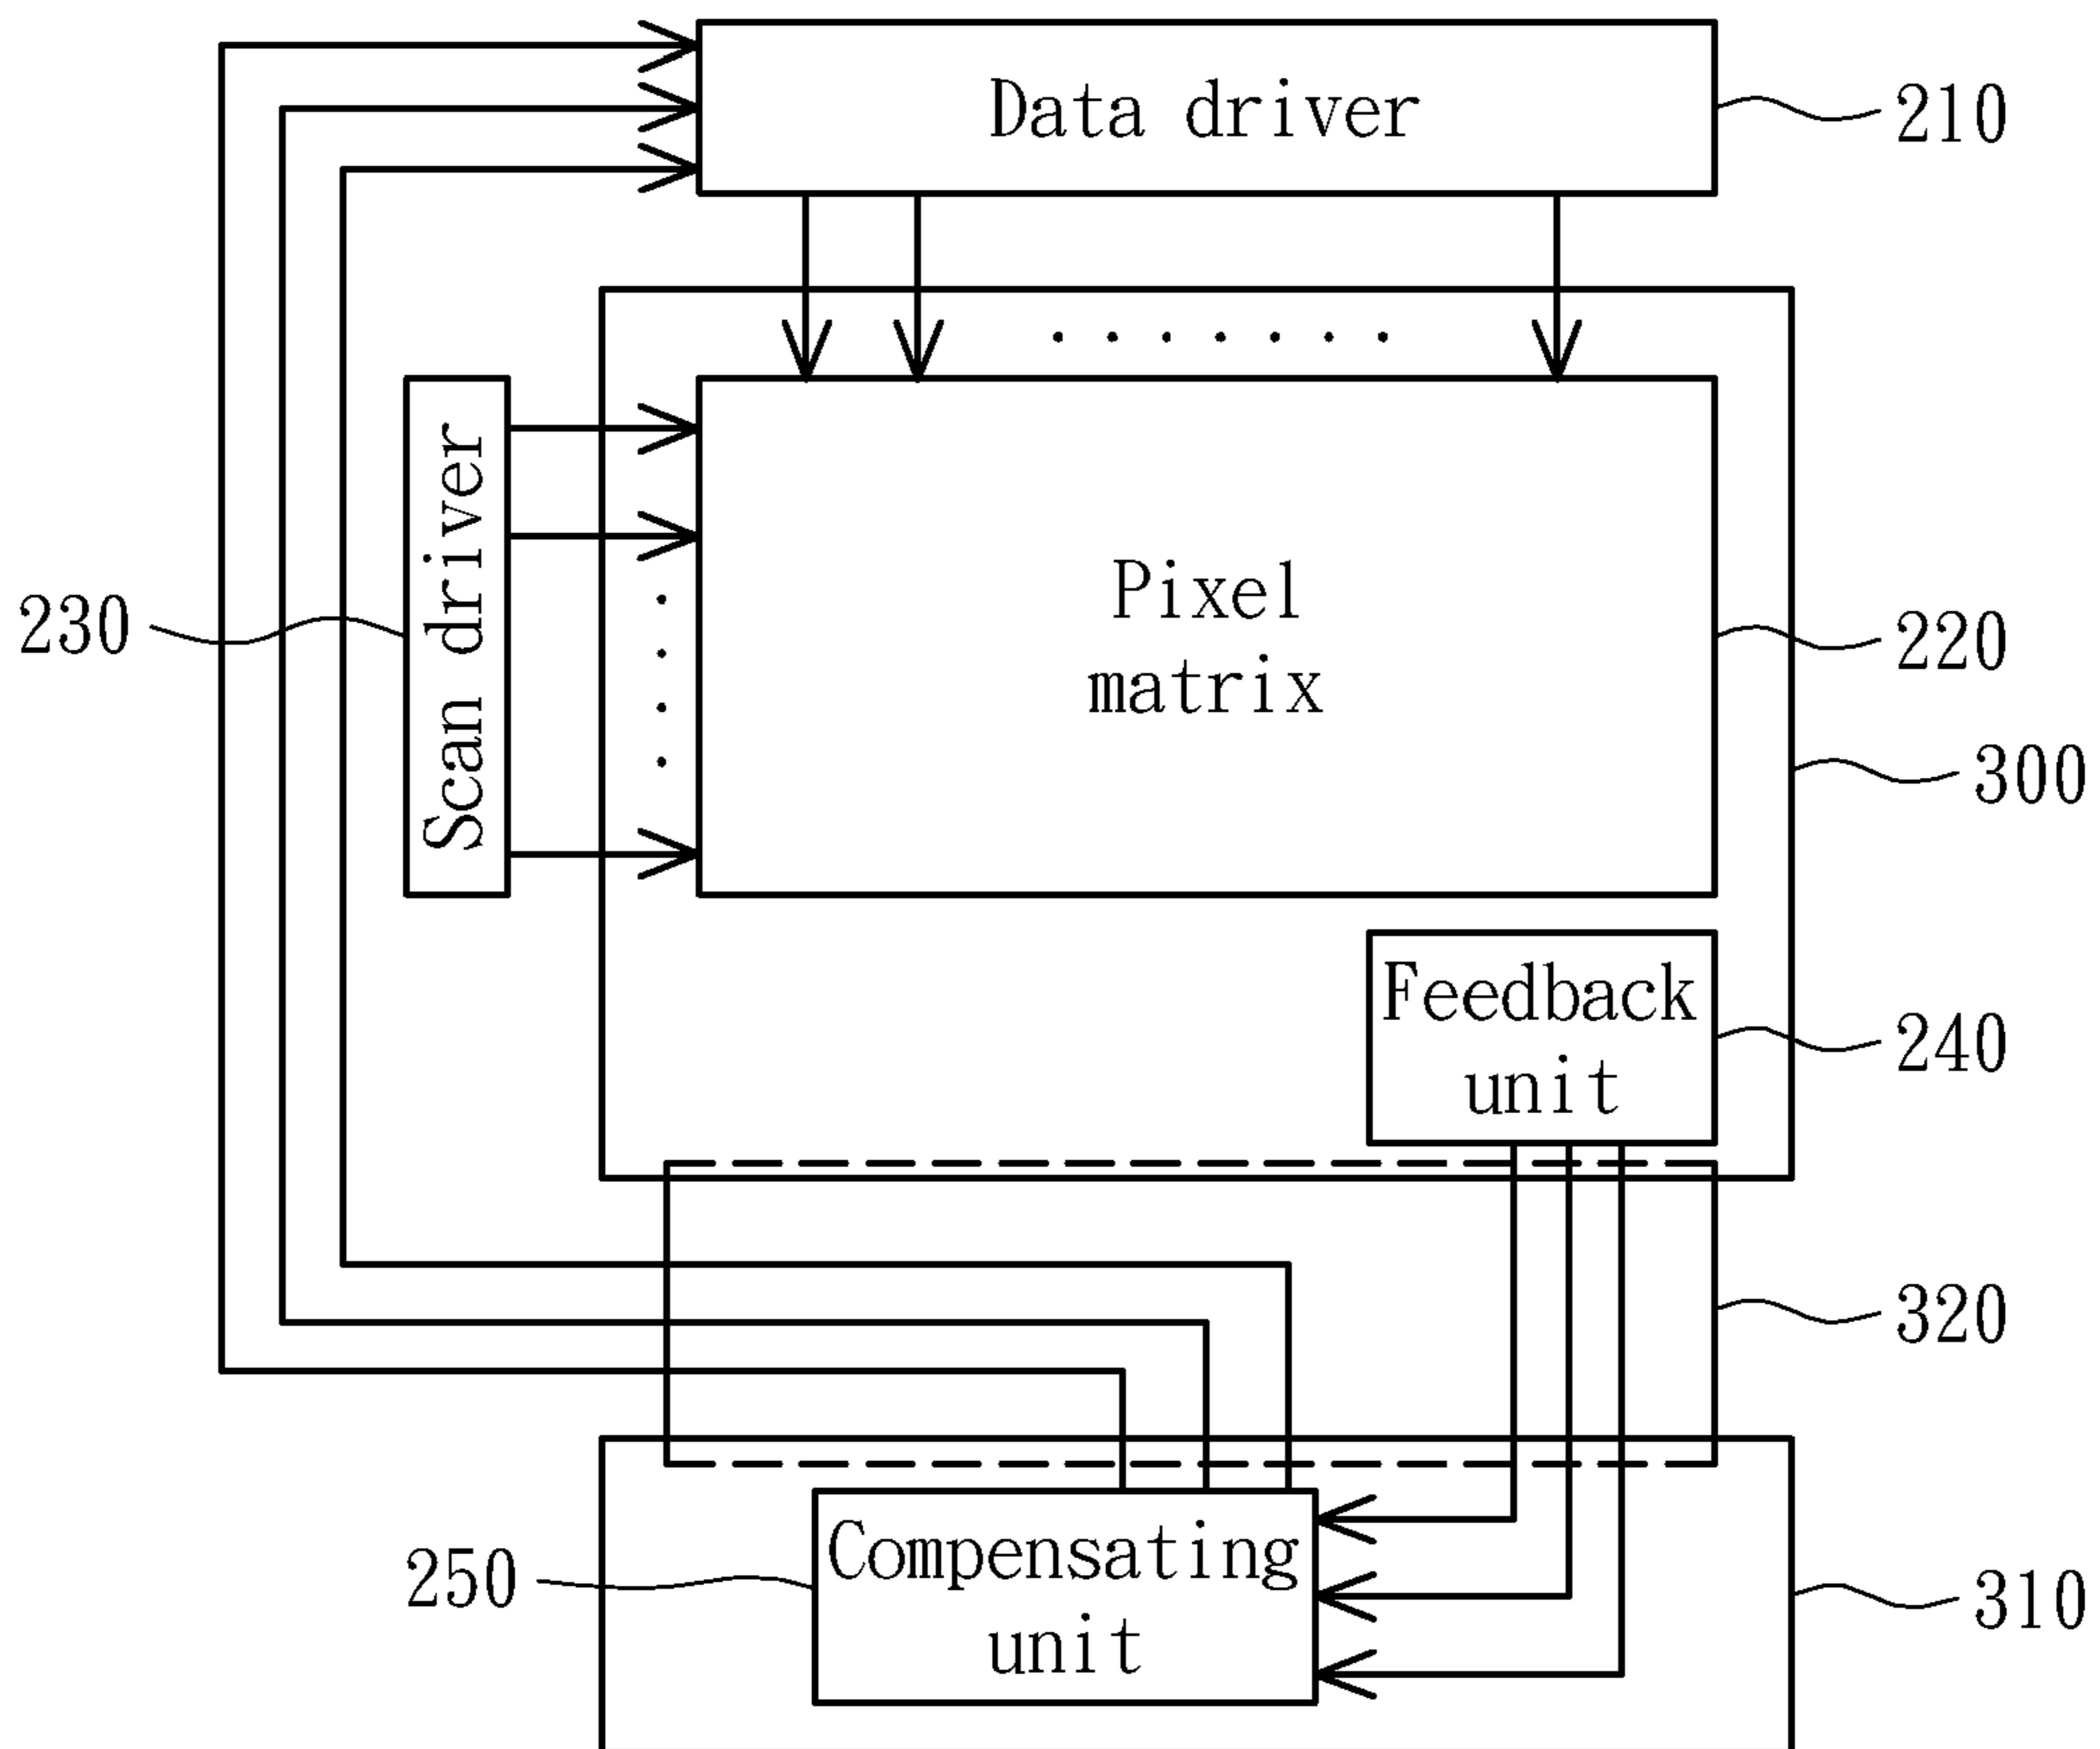 Data driver
210
Scan driver
230
Pixel
matrix
220
300
Feedback
unit
240
320
Compensating
unit
250
310